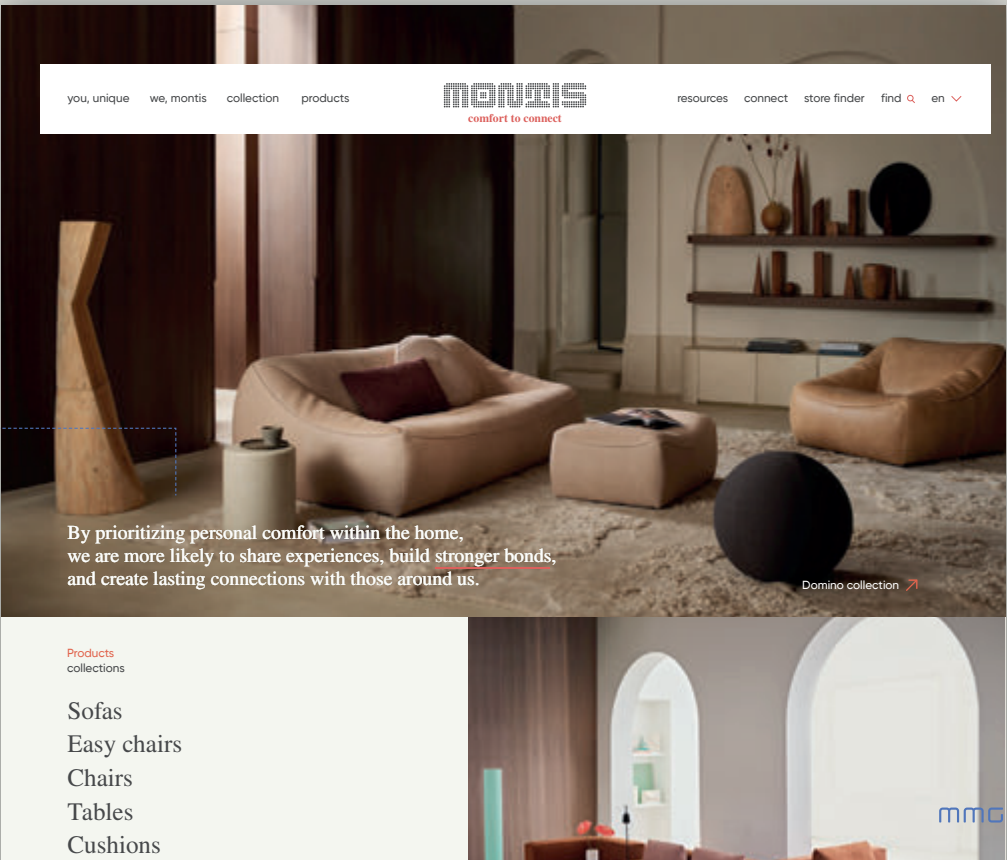 you, unique
we, montis
collection
products
MONTIS
comfort to connect
resources
connect
store finder
find
en
By prioritizing personal comfort within the home,
we are more likely to share experiences, build stronger bonds,
and create lasting connections with those around us.
Domino collection
Products
collections
Sofas
Easy chairs
Chairs
Tables
Cushions
mmg